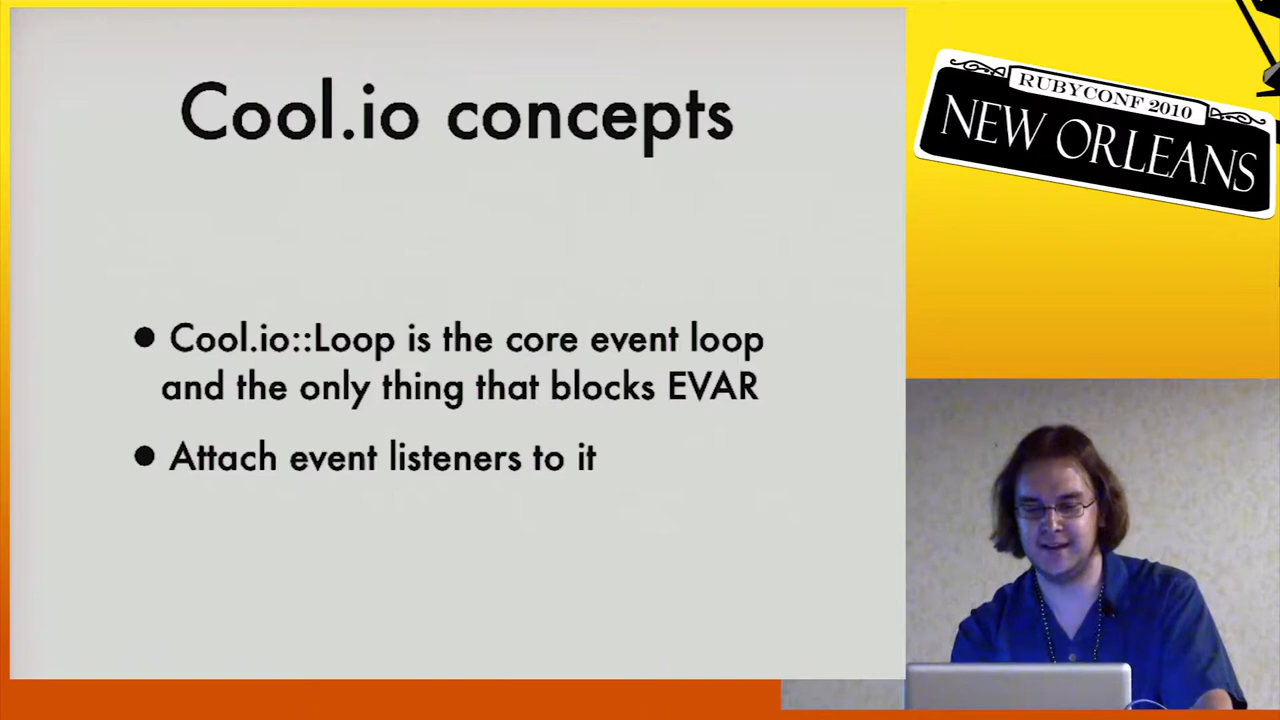 Cool.io concepts
● Cool.io::Loop is the core event loop
and the only thing that blocks EVAR
● Attach event listeners to it
RUBYCONF 2010
NEW ORLEANS